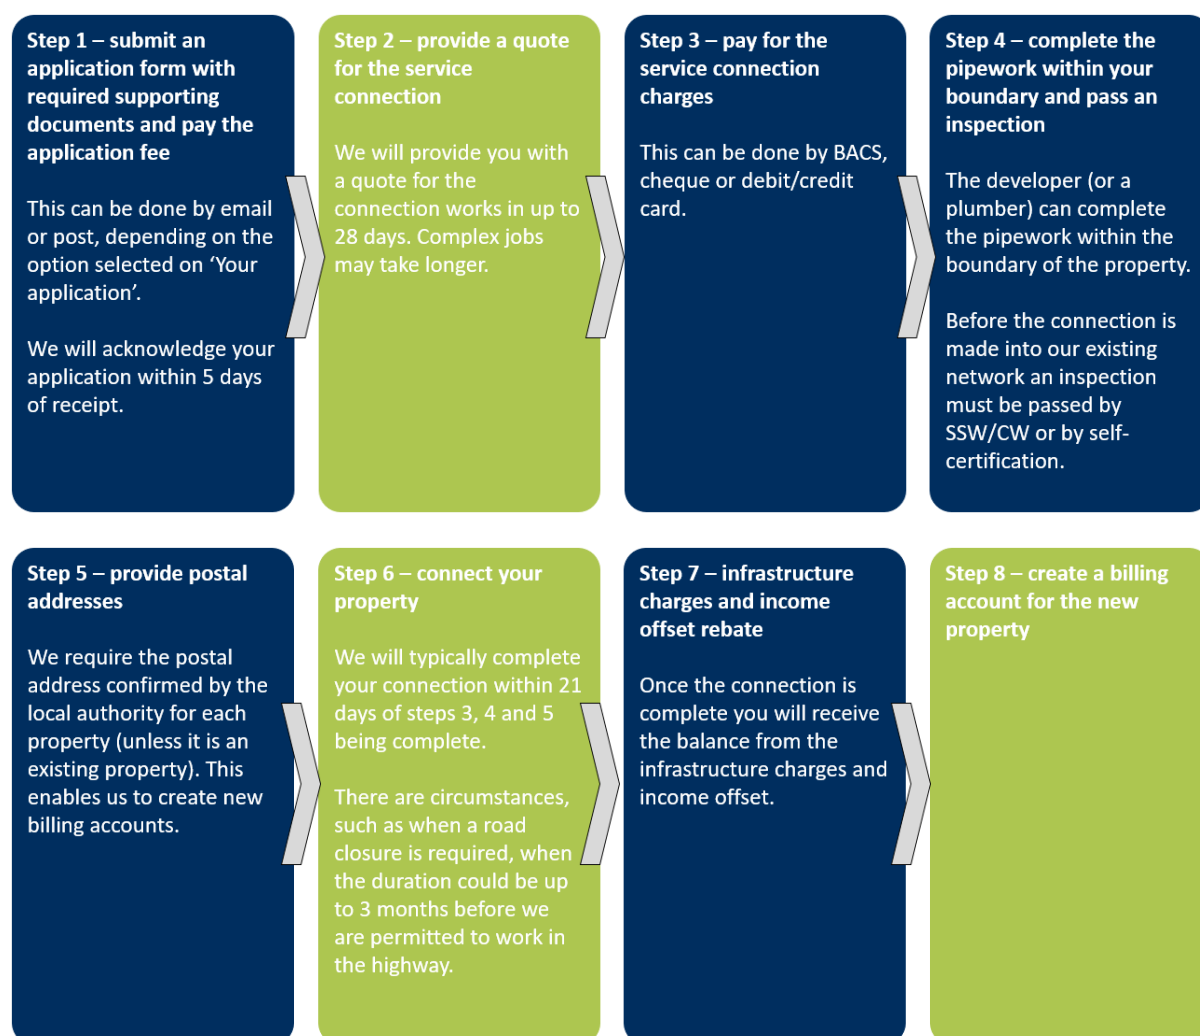 Step 1 – submit an
application form with
required supporting
documents and pay the
application fee
This can be done by email
or post, depending on the
option selected on ‘Your
application’.
We will acknowledge your
application within 5 days
of receipt.
Step 2 – provide a quote
for the service
connection
We will provide you with
a quote for the
connection works in up to
28 days. Complex jobs
may take longer.
Step 3 – pay for the
service connection
charges
This can be done by BACS,
cheque or debit/credit
card.
Step 4 – complete the
pipework within your
boundary and pass an
inspection
The developer (or a
plumber) can complete
the pipework within the
boundary of the property.
Before the connection is
made into our existing
network an inspection
must be passed by
SSW/CW or by self-
certification.
Step 5 – provide postal
addresses
We require the postal
address confirmed by the
local authority for each
property (unless it is an
existing property). This
enables us to create new
billing accounts.
Step 6 – connect your
property
We will typically complete
your connection within 21
days of steps 3, 4 and 5
being complete.
There are circumstances,
such as when a road
closure is required, when
the duration could be up
to 3 months before we
are permitted to work in
the highway.
Step 7 – infrastructure
charges and income
offset rebate
Once the connection is
complete you will receive
the balance from the
infrastructure charges and
income offset.
Step 8 – create a billing
account for the new
property